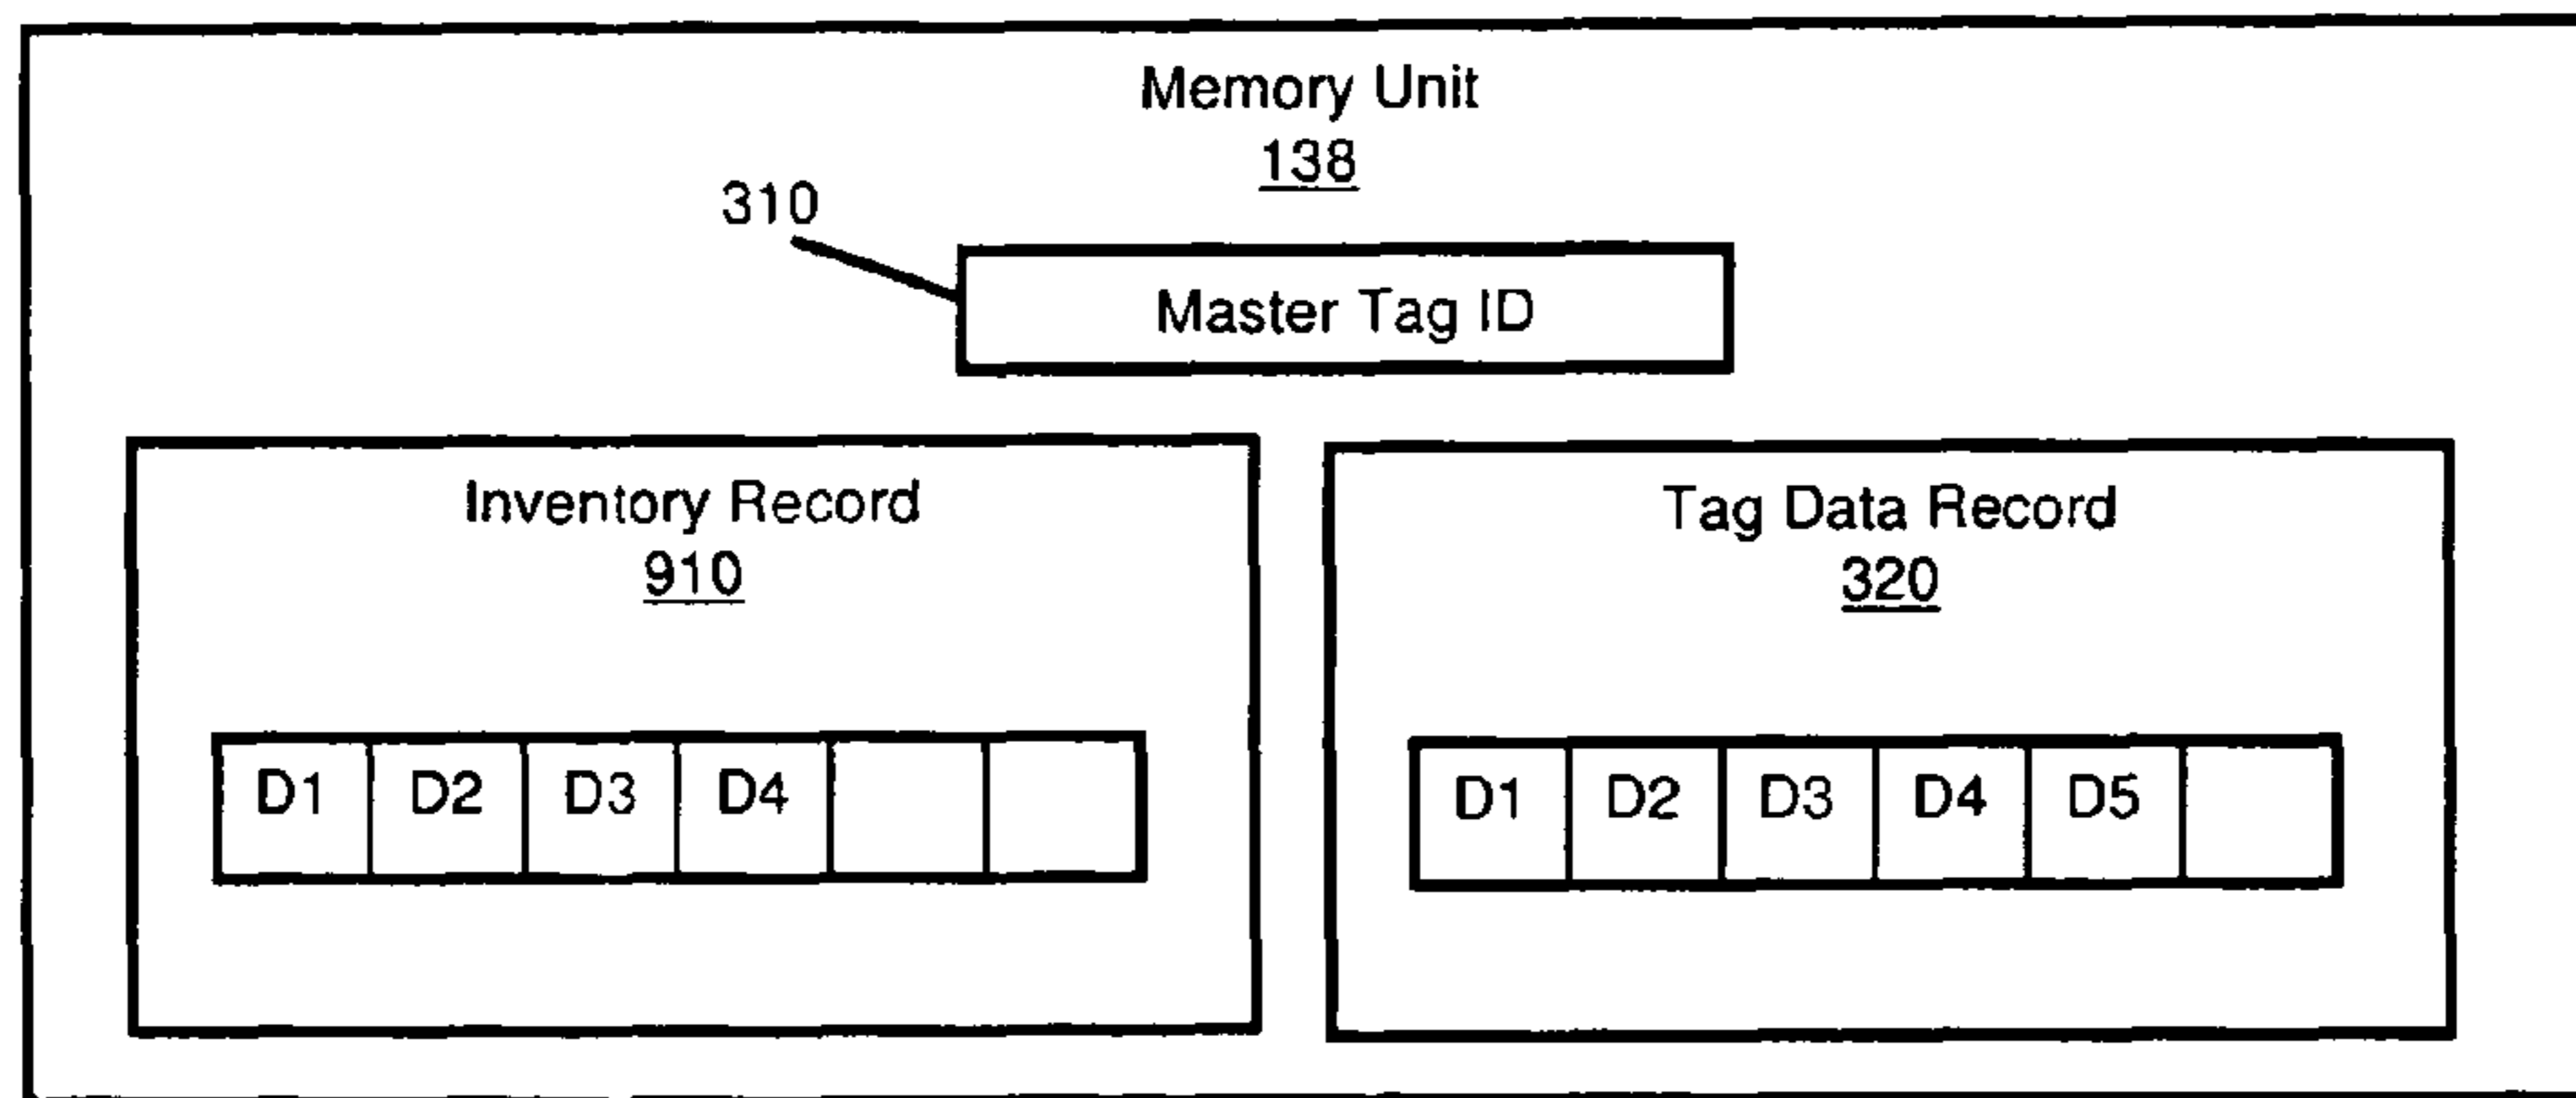 Memory Unit
138
310
Master Tag ID
Inventory Record
910
Tag Data Record
320
D1 D2 D3 D4
D1 D2 D3 D4 D5